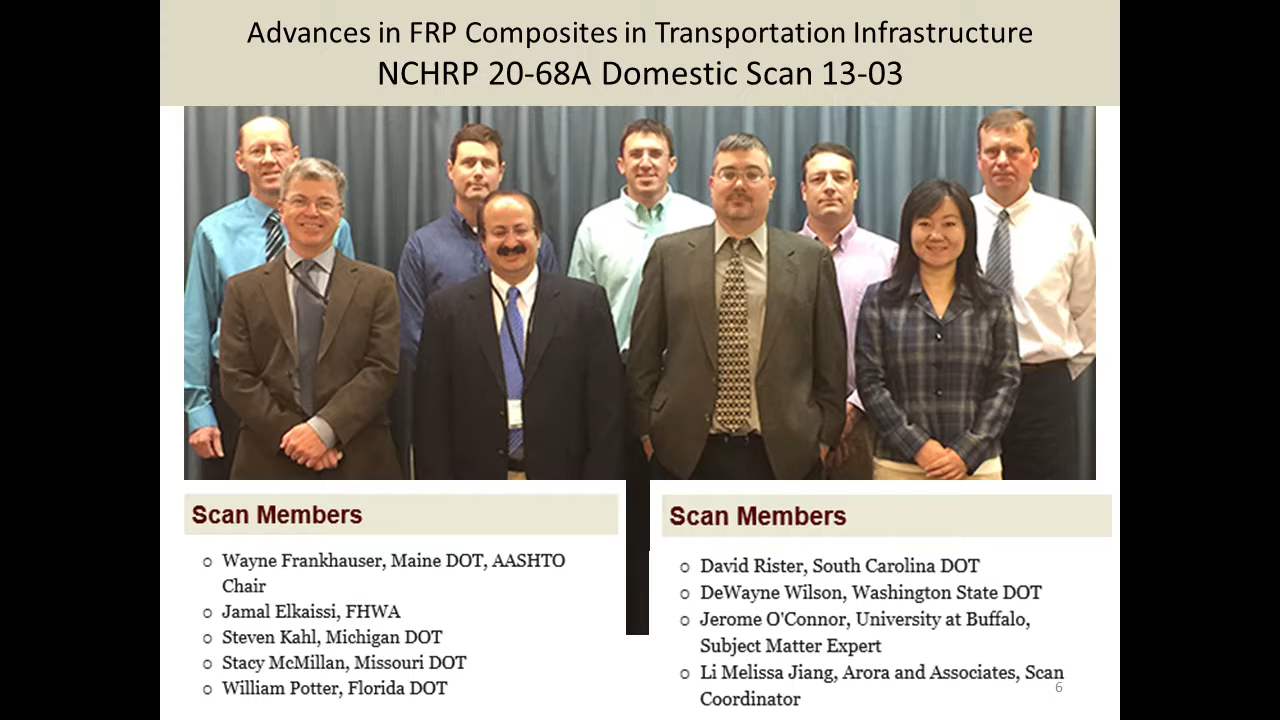 Advances in FRP Composites in Transportation Infrastructure
NCHRP 20-68A Domestic Scan 13-03
Scan Members
o Wayne Frankhauser, Maine DOT, AASHTO
Chair
o Jamal Elkaissi, FHWA
o Steven Kahl, Michigan DOT
o Stacy McMillan, Missouri DOT
o William Potter, Florida DOT
Scan Members
o David Rister, South Carolina DOT
o DeWayne Wilson, Washington State DOT
o Jerome O'Connor, University at Buffalo,
Subject Matter Expert
o Li Melissa Jiang, Arora and Associates, Scan
Coordinator
6